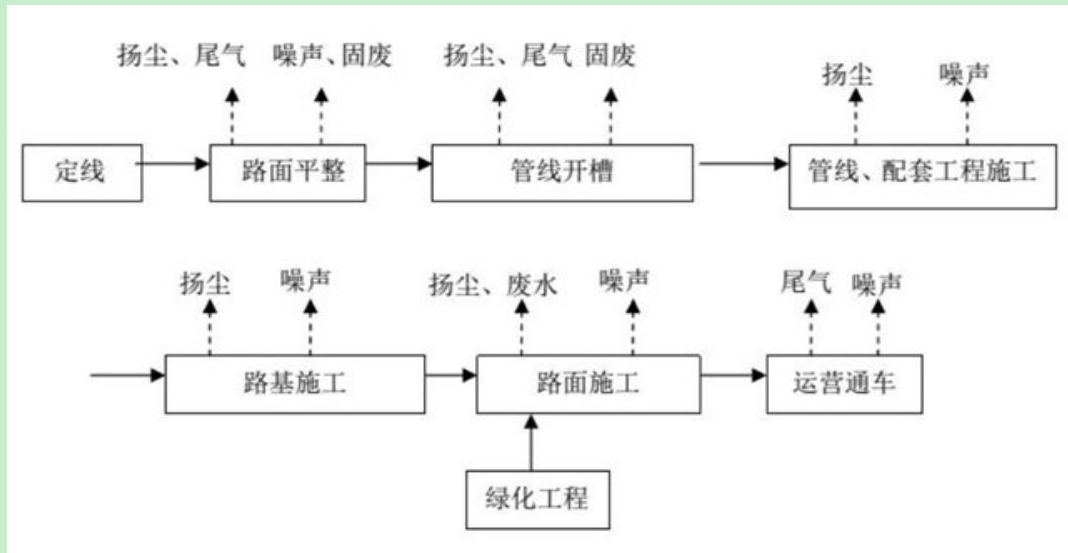 扬尘、尾气 噪声、固废 扬尘、尾气 固废 扬尘 噪声
定线 路面平整 管线开槽 管线、配套工程施工
扬尘 噪声 扬尘、废水 噪声 尾气 噪声
路基施工 路面施工 运营通车
绿化工程